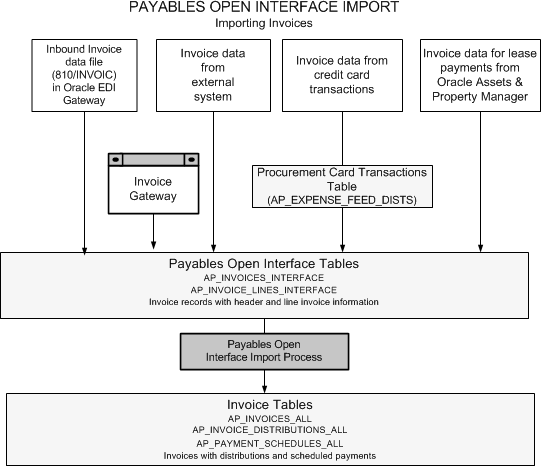 PAYABLES OPEN INTERFACE IMPORT
Importing Invoices
Inbound Invoice
data file
(810/INVOIC)
in Oracle EDI
Gateway
Invoice data
from
external
system
Invoice data from
credit card
transactions
Invoice data for lease
payments from
Oracle Assets &
Property Manager
Invoice
Gateway
Procurement Card Transactions
Table
(AP_EXPENSE_FEED_DISTS)
Payables Open Interface Tables
AP_INVOICES_INTERFACE
AP_INVOICE_LINES_INTERFACE
Invoice records with header and line invoice information
Payables Open
Interface Import Process
Invoice Tables
AP_INVOICES_ALL
AP_INVOICE_DISTRIBUTIONS_ALL
AP_PAYMENT_SCHEDULES_ALL
Invoices with distributions and scheduled payments